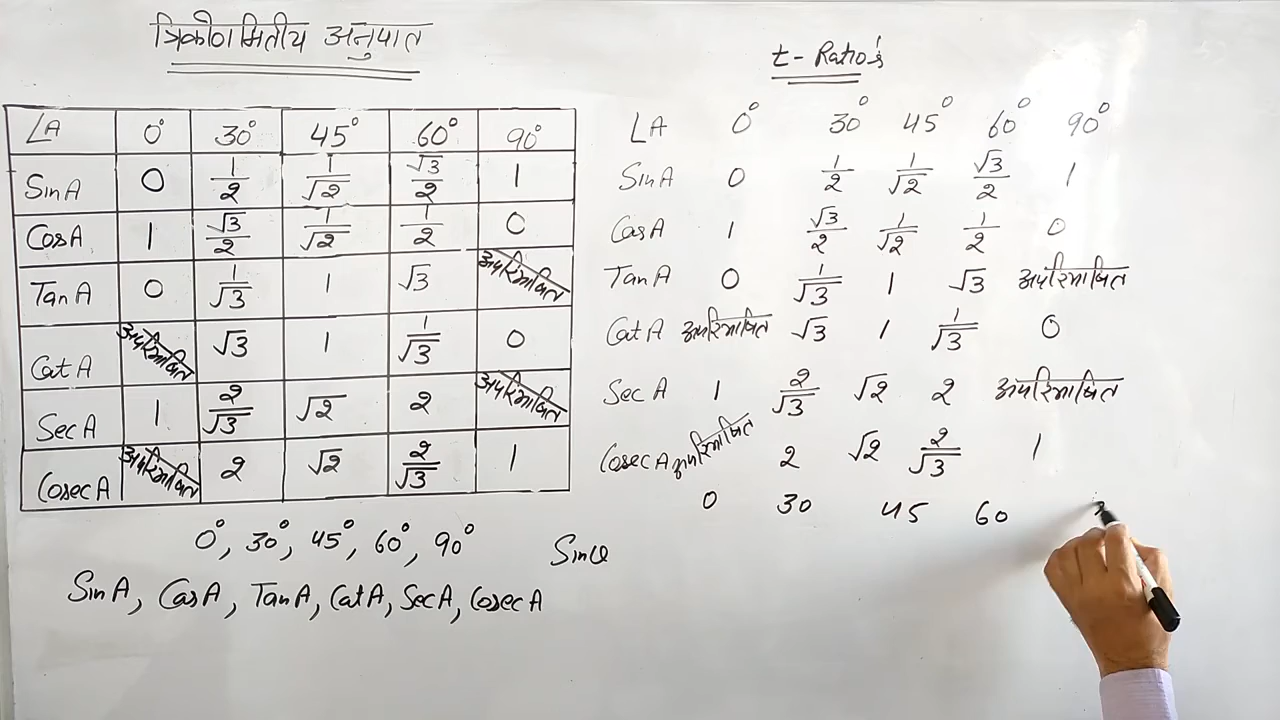 त्रिकोणमितीय अनुपात
∠A 0° 30° 45° 60° 90°
SinA 0 1/2 1/√2 √3/2 1
CosA 1 √3/2 1/√2 1/2 0
TanA 0 1/√3 1 √3 अपरिभाषित
CotA अपरिभाषित √3 1 1/√3 0
SecA 1 2/√3 √2 2 अपरिभाषित
CosecA अपरिभाषित 2 √2 2/√3 1
0°, 30°, 45°, 60°, 90°
SinA, CosA, TanA, CotA, SecA, CosecA
t-Ratio's
∠A 0° 30° 45° 60° 90°
SinA 0 1/2 1/√2 √3/2 1
CosA 1 √3/2 1/√2 1/2 0
TanA 0 1/√3 1 √3 अपरिभाषित
CotA अपरिभाषित √3 1 1/√3 0
SecA 1 2/√3 √2 2 अपरिभाषित
CosecA अपरिभाषित 2 √2 2/√3 1
0 30 45 60